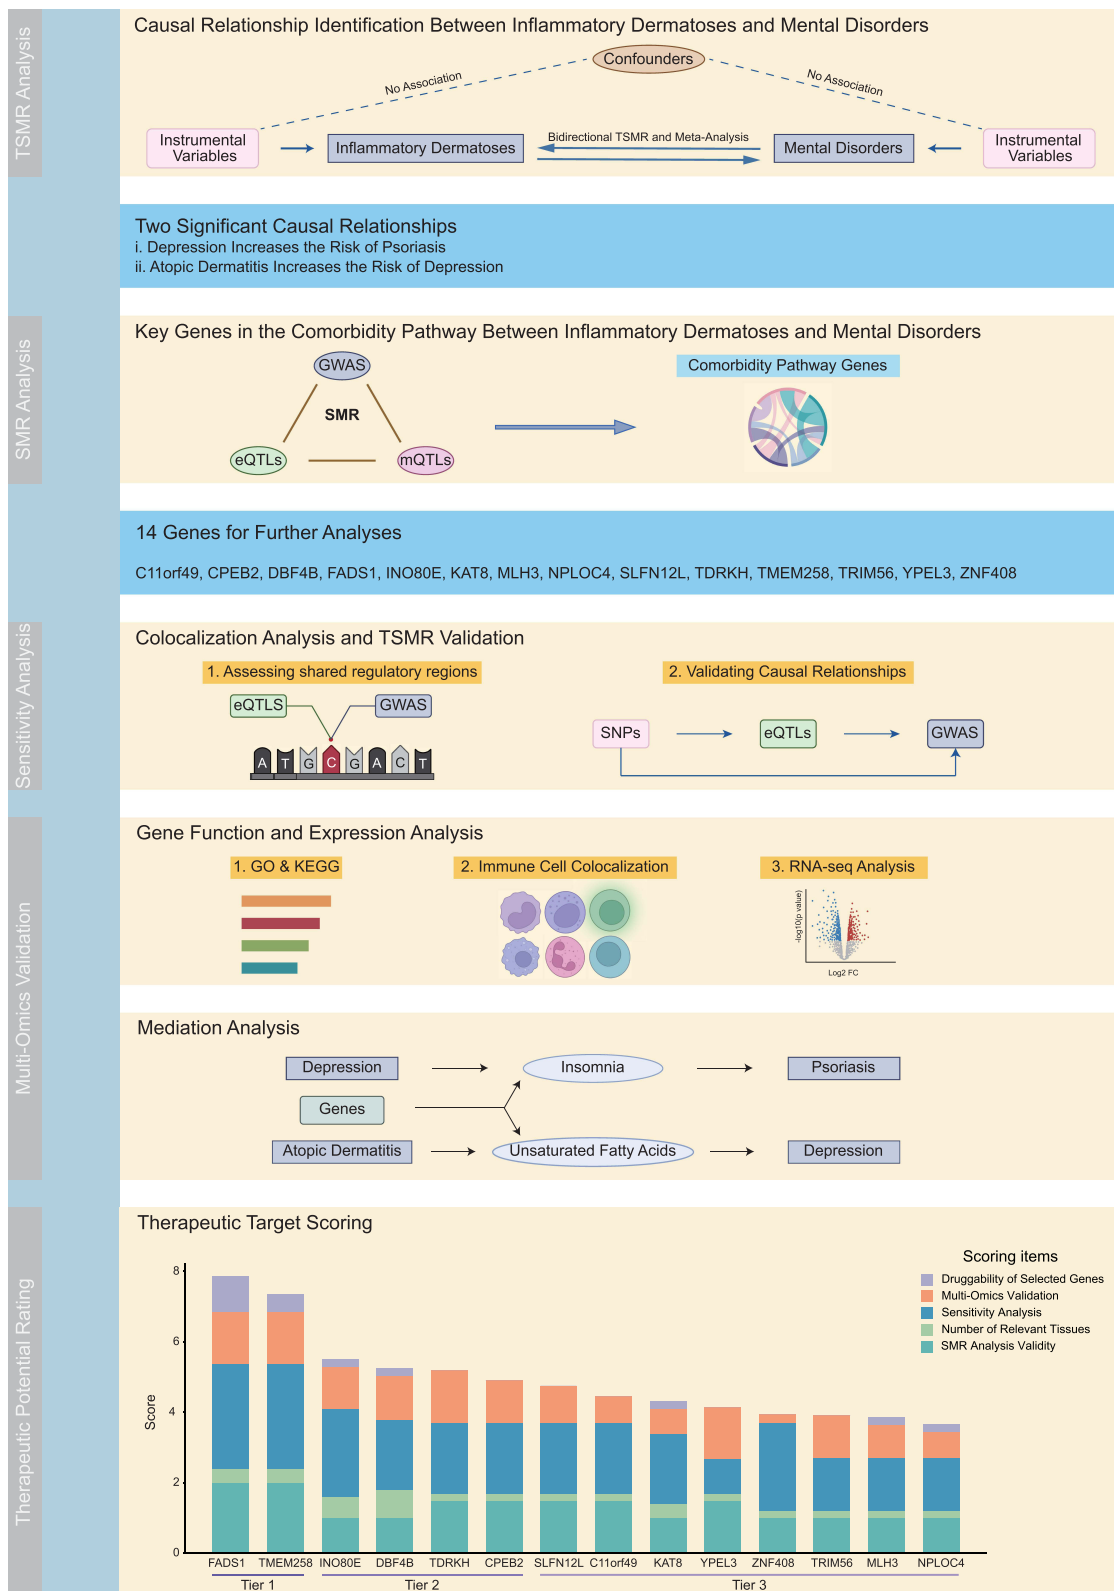 TSMR Analysis
Causal Relationship Identification Between Inflammatory Dermatoses and Mental Disorders
Confounders
No Association
No Association
Instrumental
Variables
Inflammatory Dermatoses
Bidirectional TSMR and Meta-Analysis
Mental Disorders
Instrumental
Variables
Two Significant Causal Relationships
i. Depression Increases the Risk of Psoriasis
ii. Atopic Dermatitis Increases the Risk of Depression
SMR Analysis
Key Genes in the Comorbidity Pathway Between Inflammatory Dermatoses and Mental Disorders
GWAS
SMR
eQTLs
mQTLs
Comorbidity Pathway Genes
14 Genes for Further Analyses
C11orf49, CPEB2, DBF4B, FADS1, INO80E, KAT8, MLH3, NPLOC4, SLFN12L, TDRKH, TMEM258, TRIM56, YPEL3, ZNF408
Sensitivity Analysis
Colocalization Analysis and TSMR Validation
1. Assessing shared regulatory regions
eQTLS
GWAS
A T G C G A C T
2. Validating Causal Relationships
SNPs
eQTLs
GWAS
Multi-Omics Validation
Gene Function and Expression Analysis
1. GO & KEGG
2. Immune Cell Colocalization
3. RNA-seq Analysis
-log10(p value)
Log2 FC
Mediation Analysis
Depression
Insomnia
Psoriasis
Genes
Atopic Dermatitis
Unsaturated Fatty Acids
Depression
Therapeutic Potential Rating
Therapeutic Target Scoring
Scoring items
Druggability of Selected Genes
Multi-Omics Validation
Sensitivity Analysis
Number of Relevant Tissues
SMR Analysis Validity
Score
8
6
4
2
0
FADS1 TMEM258 INO80E DBF4B TDRKH CPEB2 SLFN12L C11orf49 KAT8 YPEL3 ZNF408 TRIM56 MLH3 NPLOC4
Tier 1 Tier 2 Tier 3